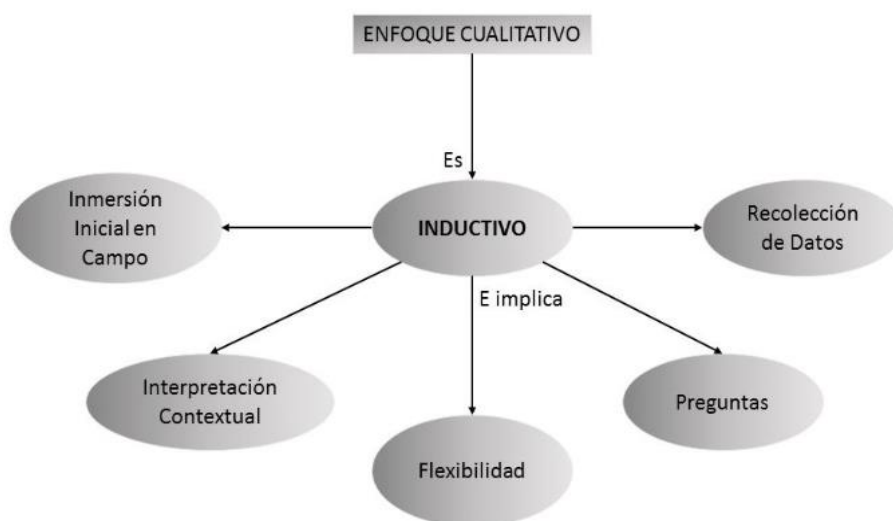 ENFOQUE CUALITATIVO
Es
Inmersión
Inicial en
Campo
INDUCTIVO
Recolección
de Datos
E implica
Interpretación
Contextual
Flexibilidad
Preguntas